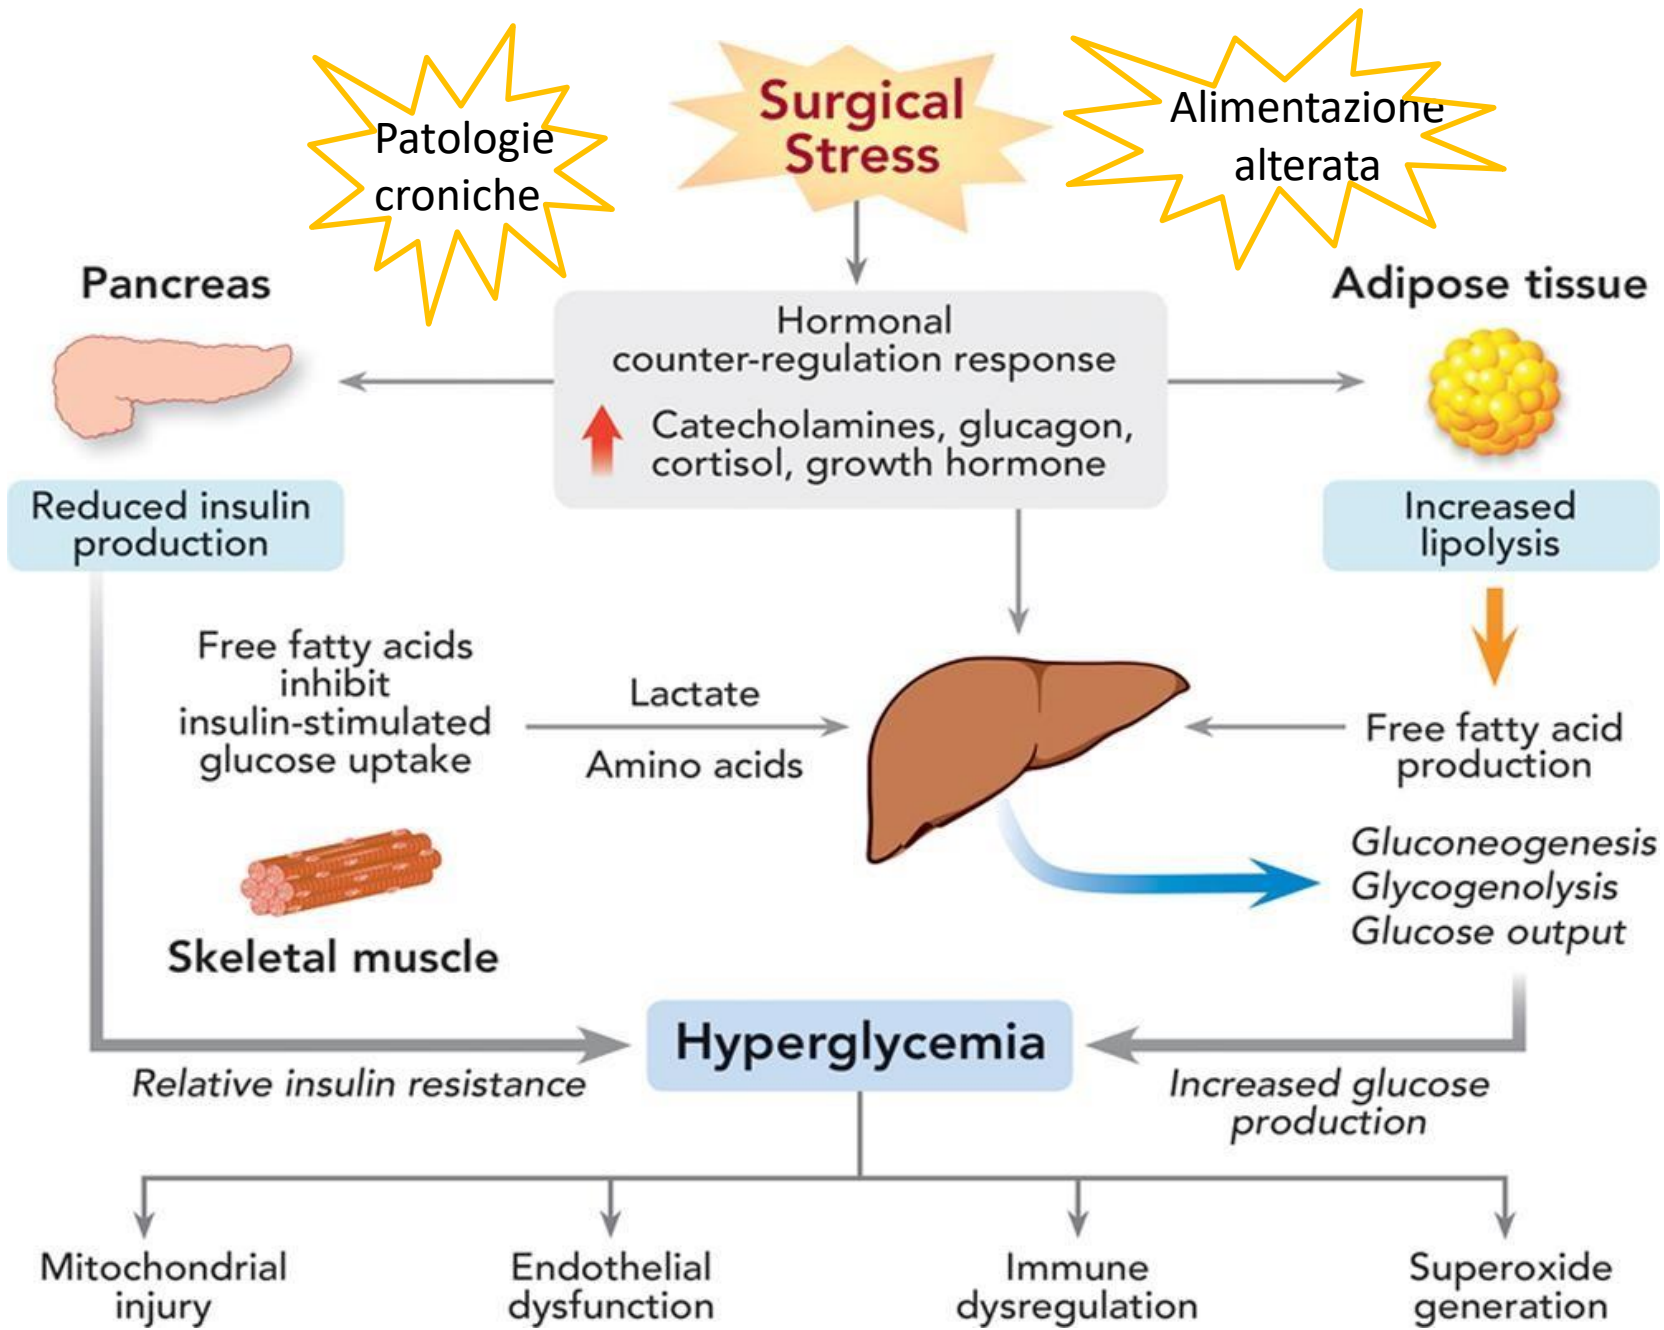 Patologie
croniche
Surgical
Stress
Alimentazione
alterata
Pancreas
Hormonal
counter-regulation response
Catecholamines, glucagon,
cortisol, growth hormone
Adipose tissue
Reduced insulin
production
Increased
lipolysis
Free fatty acids
inhibit
insulin-stimulated
glucose uptake
Lactate
Amino acids
Free fatty acid
production
Gluconeogenesis
Glycogenolysis
Glucose output
Skeletal muscle
Hyperglycemia
Relative insulin resistance
Increased glucose
production
Mitochondrial
injury
Endothelial
dysfunction
Immune
dysregulation
Superoxide
generation